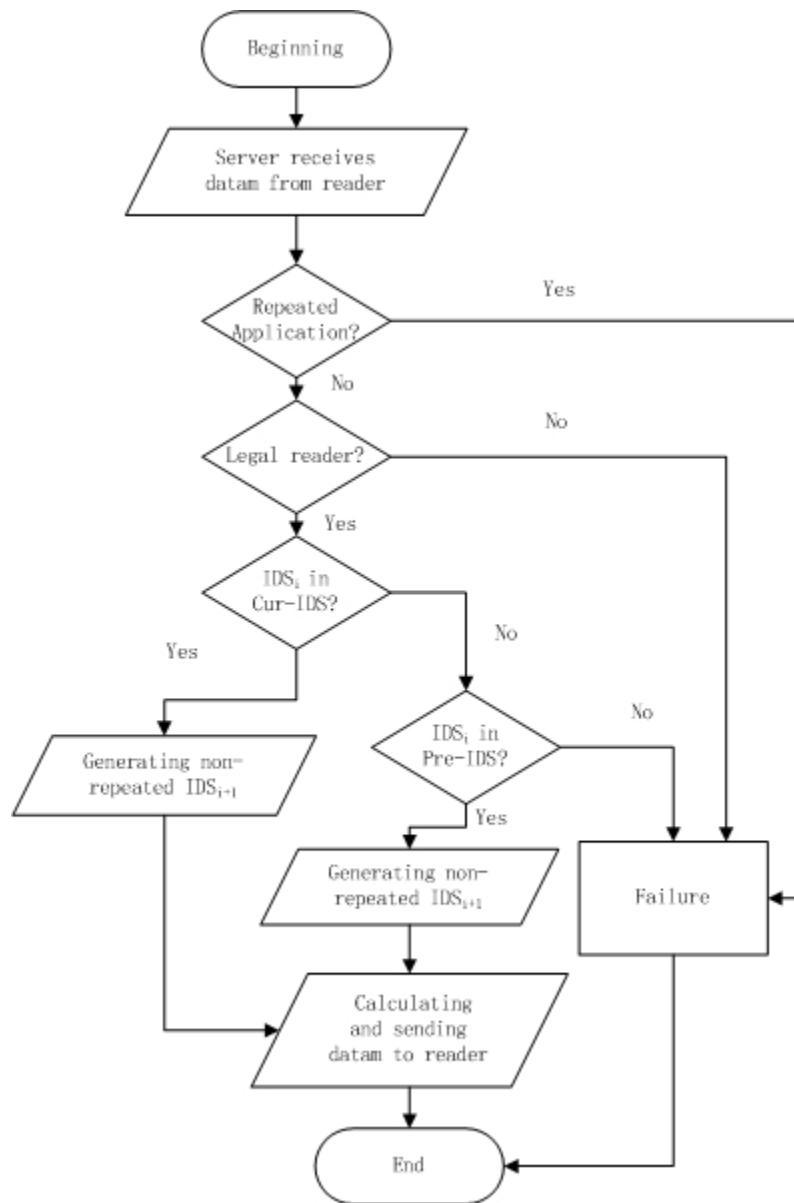 Beginning
Server receives
datam from reader
Repeated
Application?
Yes
No
Legal reader?
No
Yes
IDSᵢ in
Cur-IDS?
Yes
No
Generating non-
repeated IDSᵢ₊₁
IDSᵢ in
Pre-IDS?
No
Yes
Generating non-
repeated IDSᵢ₊₁
Failure
Calculating
and sending
datam to reader
End